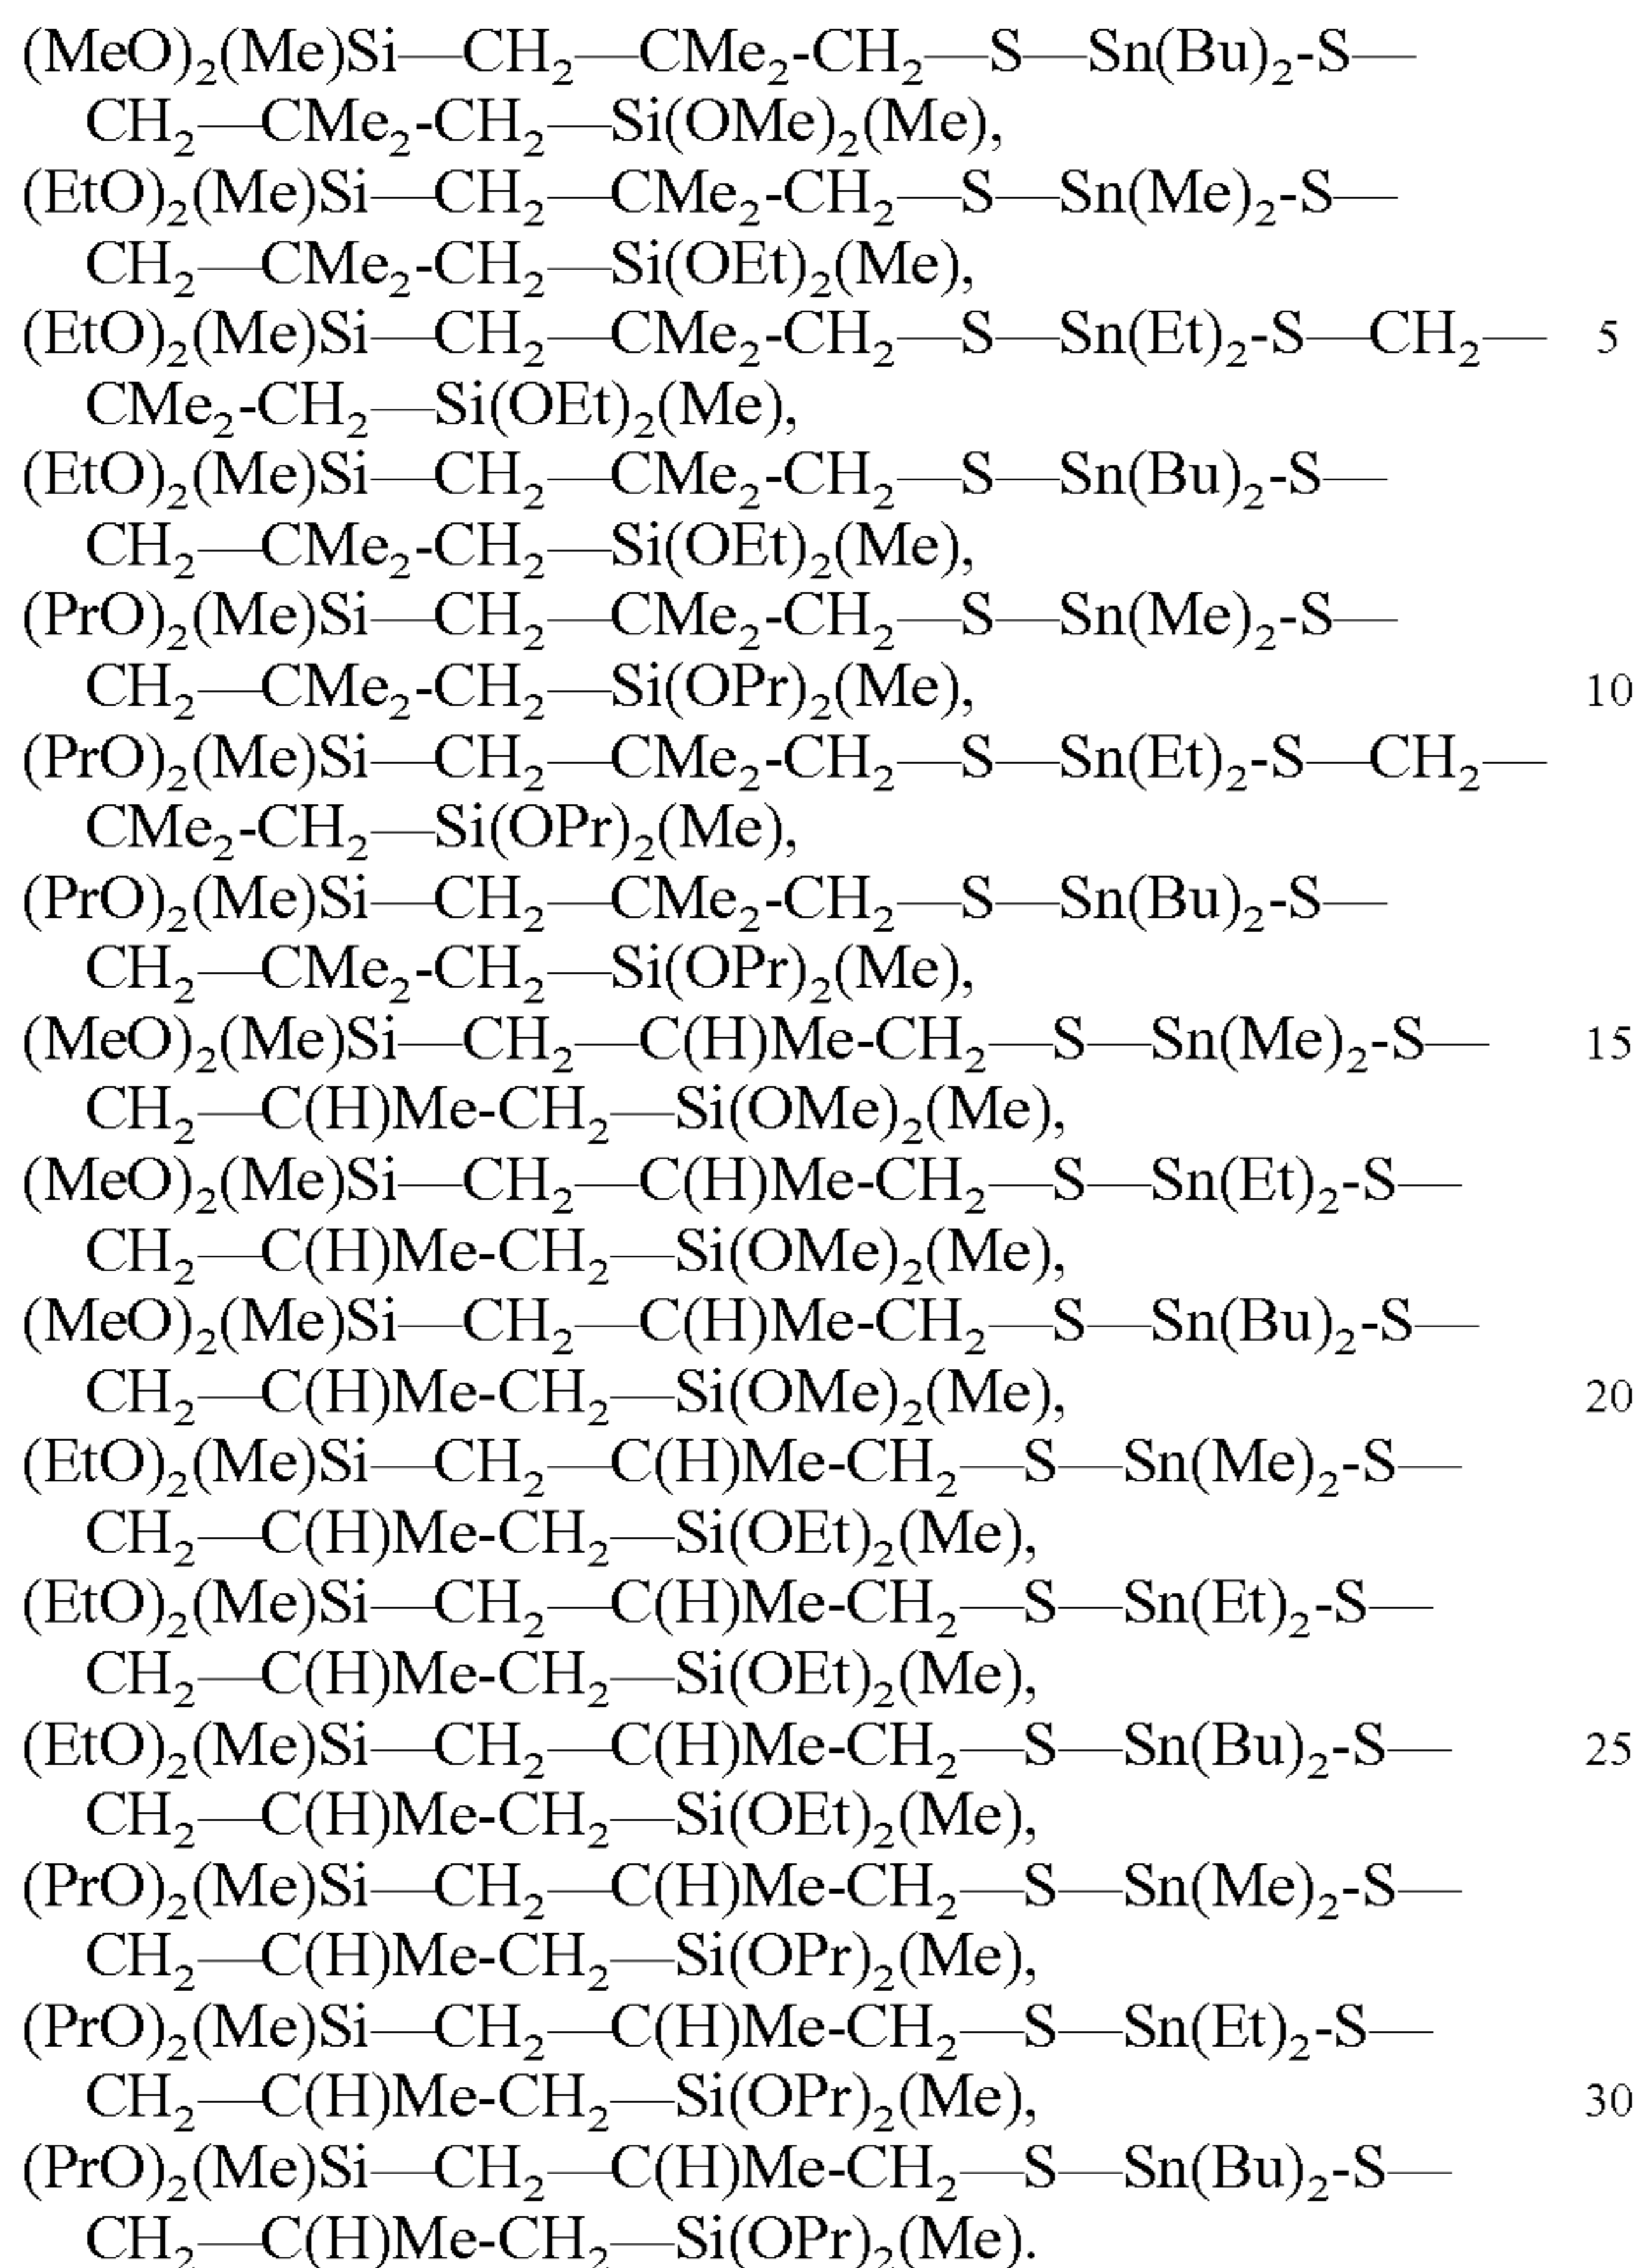 (MeO)₂(Me)Si—CH₂—CMe₂-CH₂—S—Sn(Bu)₂-S—
CH₂—CMe₂-CH₂—Si(OMe)₂(Me),
(EtO)₂(Me)Si—CH₂—CMe₂-CH₂—S—Sn(Me)₂-S—
CH₂—CMe₂-CH₂—Si(OEt)₂(Me),
(EtO)₂(Me)Si—CH₂—CMe₂-CH₂—S—Sn(Et)₂-S—CH₂— 5
CMe₂-CH₂—Si(OEt)₂(Me),
(EtO)₂(Me)Si—CH₂—CMe₂-CH₂—S—Sn(Bu)₂-S—
CH₂—CMe₂-CH₂—Si(OEt)₂(Me),
(PrO)₂(Me)Si—CH₂—CMe₂-CH₂—S—Sn(Me)₂-S—
CH₂—CMe₂-CH₂—Si(OPr)₂(Me), 10
(PrO)₂(Me)Si—CH₂—CMe₂-CH₂—S—Sn(Et)₂-S—CH₂—
CMe₂-CH₂—Si(OPr)₂(Me),
(PrO)₂(Me)Si—CH₂—CMe₂-CH₂—S—Sn(Bu)₂-S—
CH₂—CMe₂-CH₂—Si(OPr)₂(Me),
(MeO)₂(Me)Si—CH₂—C(H)Me-CH₂—S—Sn(Me)₂-S— 15
CH₂—C(H)Me-CH₂—Si(OMe)₂(Me),
(MeO)₂(Me)Si—CH₂—C(H)Me-CH₂—S—Sn(Et)₂-S—
CH₂—C(H)Me-CH₂—Si(OMe)₂(Me),
(MeO)₂(Me)Si—CH₂—C(H)Me-CH₂—S—Sn(Bu)₂-S—
CH₂—C(H)Me-CH₂—Si(OMe)₂(Me), 20
(EtO)₂(Me)Si—CH₂—C(H)Me-CH₂—S—Sn(Me)₂-S—
CH₂—C(H)Me-CH₂—Si(OEt)₂(Me),
(EtO)₂(Me)Si—CH₂—C(H)Me-CH₂—S—Sn(Et)₂-S—
CH₂—C(H)Me-CH₂—Si(OEt)₂(Me),
(EtO)₂(Me)Si—CH₂—C(H)Me-CH₂—S—Sn(Bu)₂-S— 25
CH₂—C(H)Me-CH₂—Si(OEt)₂(Me),
(PrO)₂(Me)Si—CH₂—C(H)Me-CH₂—S—Sn(Me)₂-S—
CH₂—C(H)Me-CH₂—Si(OPr)₂(Me),
(PrO)₂(Me)Si—CH₂—C(H)Me-CH₂—S—Sn(Et)₂-S—
CH₂—C(H)Me-CH₂—Si(OPr)₂(Me), 30
(PrO)₂(Me)Si—CH₂—C(H)Me-CH₂—S—Sn(Bu)₂-S—
CH₂—C(H)Me-CH₂—Si(OPr)₂(Me).